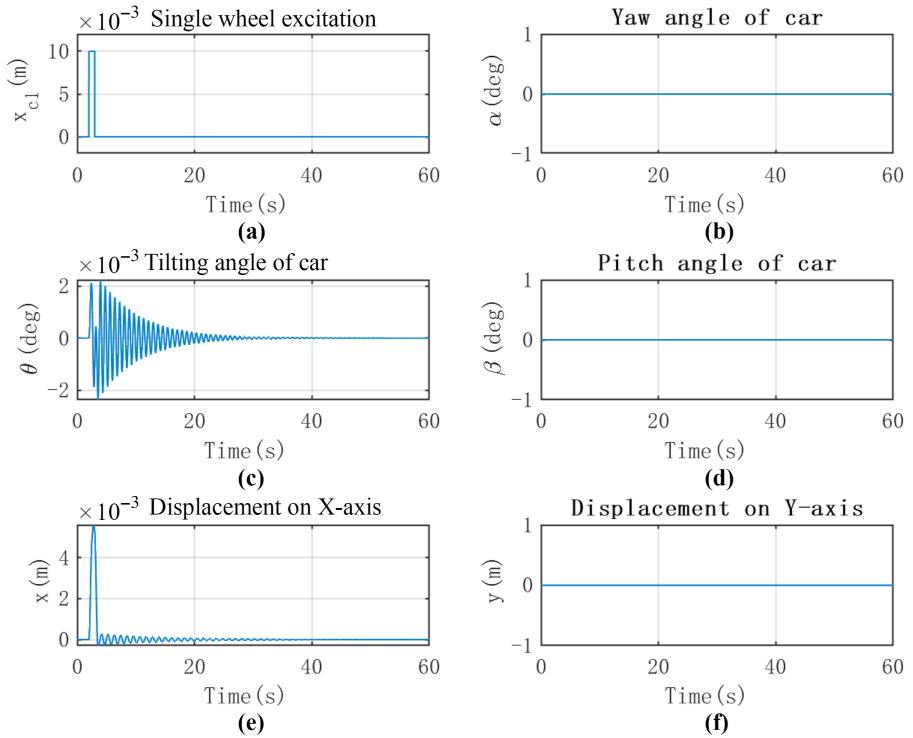 ×10⁻³ Single wheel excitation
x_cl (m)
10
5
0
0 20 40 60
Time(s)
(a)
Yaw angle of car
α(deg)
1
0
-1
0 20 40 60
Time(s)
(b)
×10⁻³ Tilting angle of car
θ(deg)
2
0
-2
0 20 40 60
Time(s)
(c)
Pitch angle of car
β(deg)
1
0
-1
0 20 40 60
Time(s)
(d)
×10⁻³ Displacement on X-axis
x(m)
4
2
0
0 20 40 60
Time(s)
(e)
Displacement on Y-axis
y(m)
1
0
-1
0 20 40 60
Time(s)
(f)